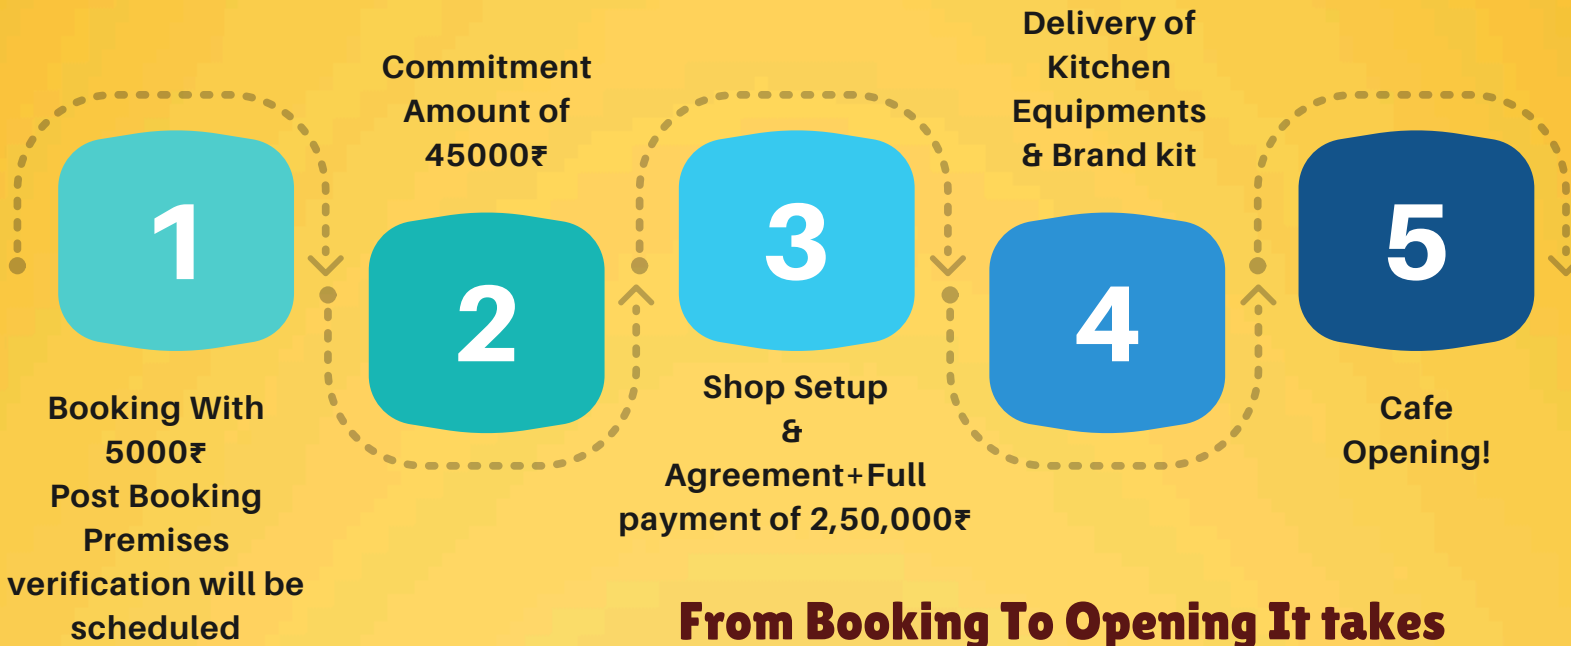 1
Booking With
5000₹
Post Booking
Premises
verification will be
scheduled
Commitment
Amount of
45000₹
2
3
Shop Setup
&
Agreement+Full
payment of 2,50,000₹
Delivery of
Kitchen
Equipments
& Brand kit
4
5
Cafe
Opening!
From Booking To Opening It takes